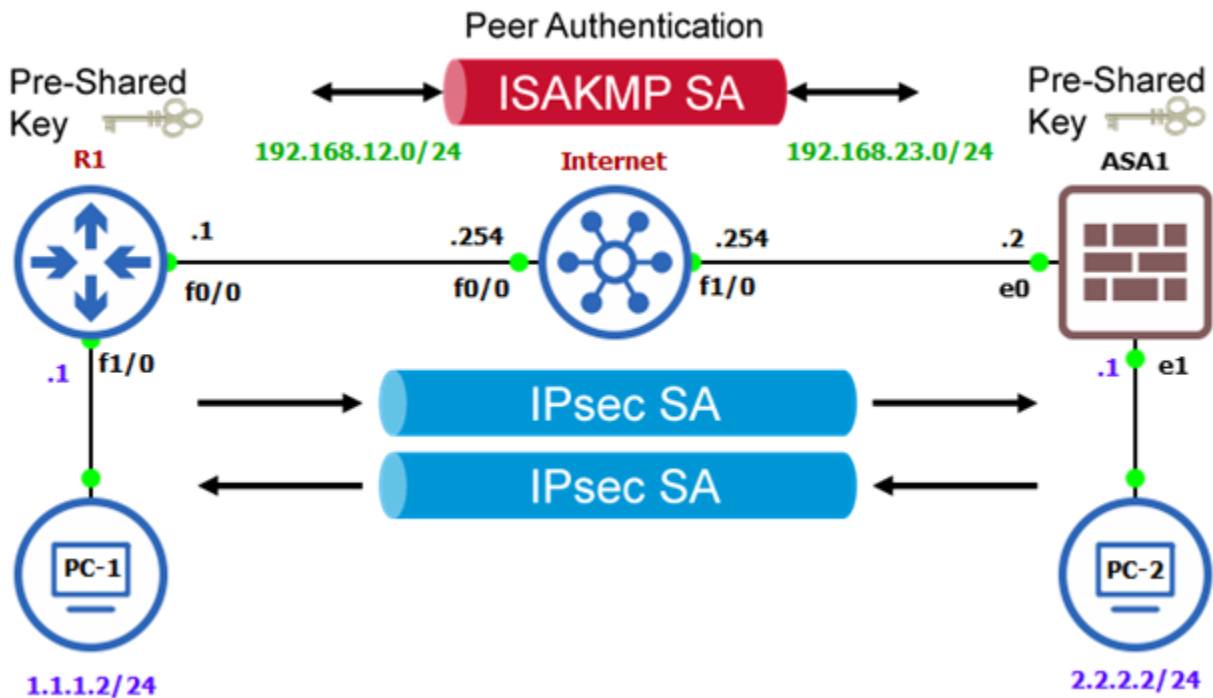 Peer Authentication
Pre-Shared
Key
ISAKMP SA
Pre-Shared
Key
192.168.12.0/24
192.168.23.0/24
R1
Internet
ASA1
.1
.254
.254
.2
f0/0
f0/0
f1/0
e0
.1
f1/0
.1
e1
IPsec SA
IPsec SA
PC-1
PC-2
1.1.1.2/24
2.2.2.2/24